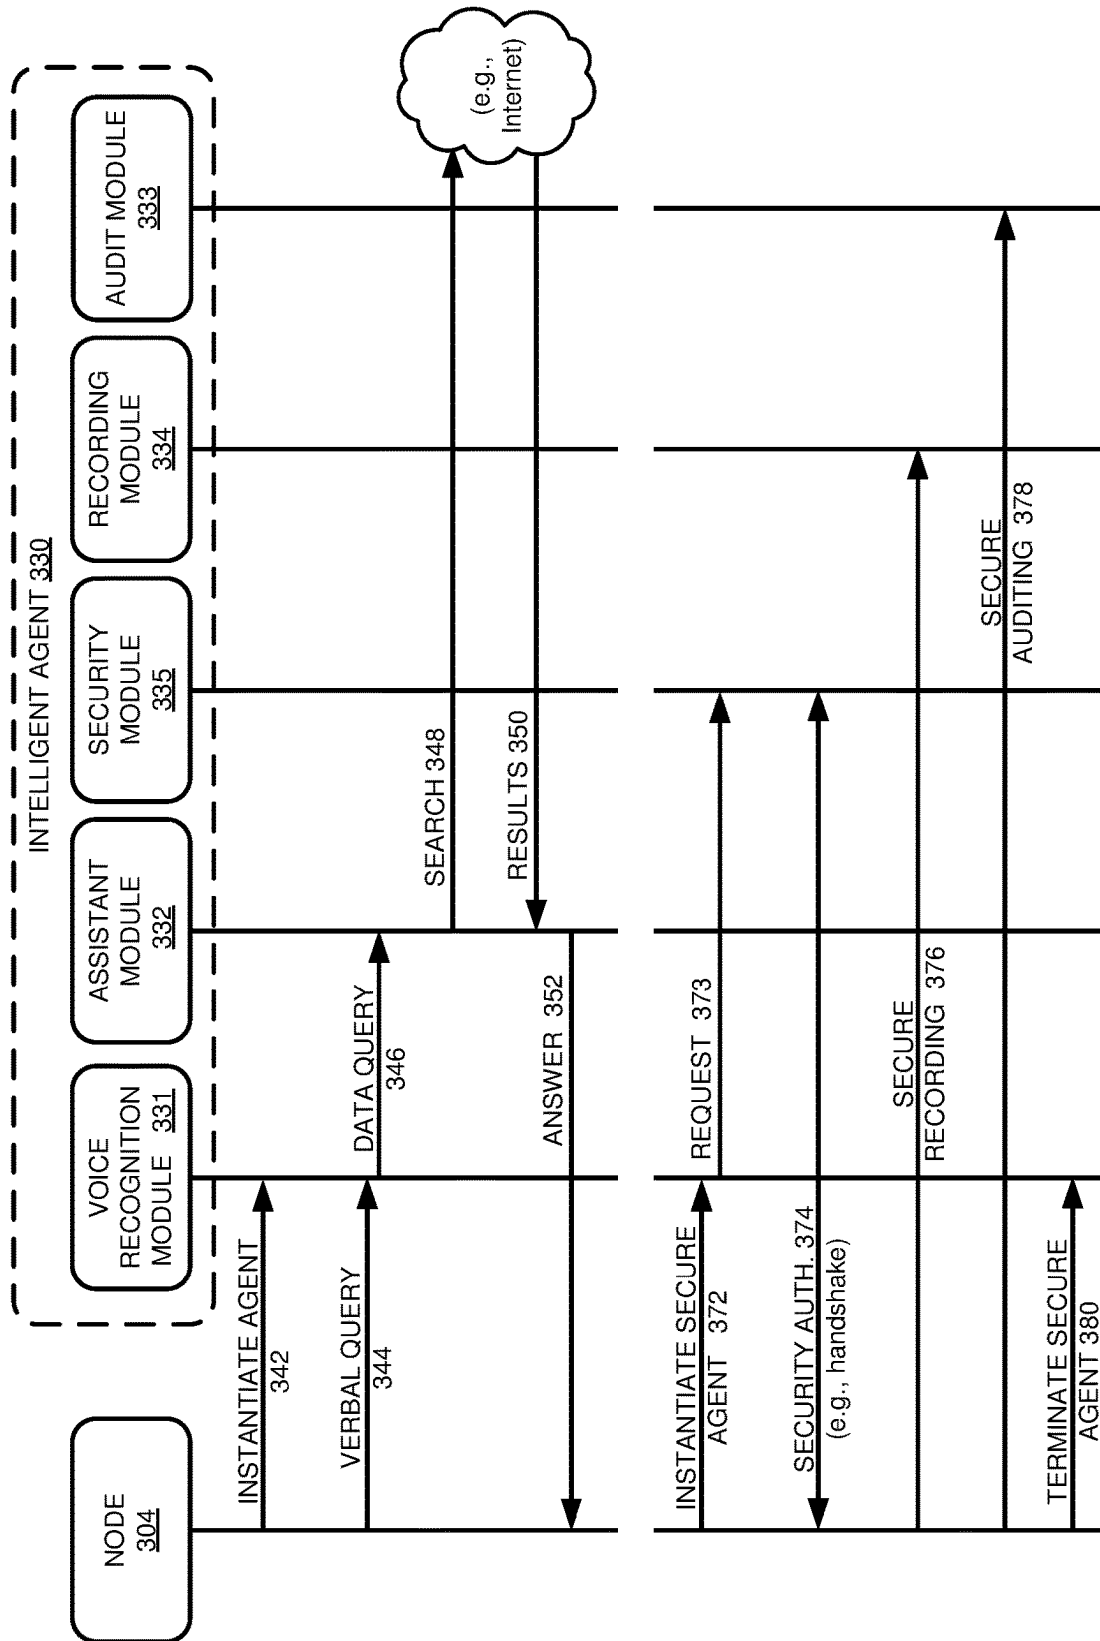 INTELLIGENT AGENT 330
NODE
304
VOICE
RECOGNITION
MODULE 331
ASSISTANT
MODULE
332
SECURITY
MODULE
335
RECORDING
MODULE
334
AUDIT MODULE
333
INSTANTIATE AGENT
342
VERBAL QUERY
344
DATA QUERY
346
SEARCH 348
(e.g.,
Internet)
RESULTS 350
ANSWER 352
INSTANTIATE SECURE
AGENT 372
REQUEST 373
SECURITY AUTH. 374
(e.g., handshake)
SECURE
RECORDING 376
SECURE
AUDITING 378
TERMINATE SECURE
AGENT 380